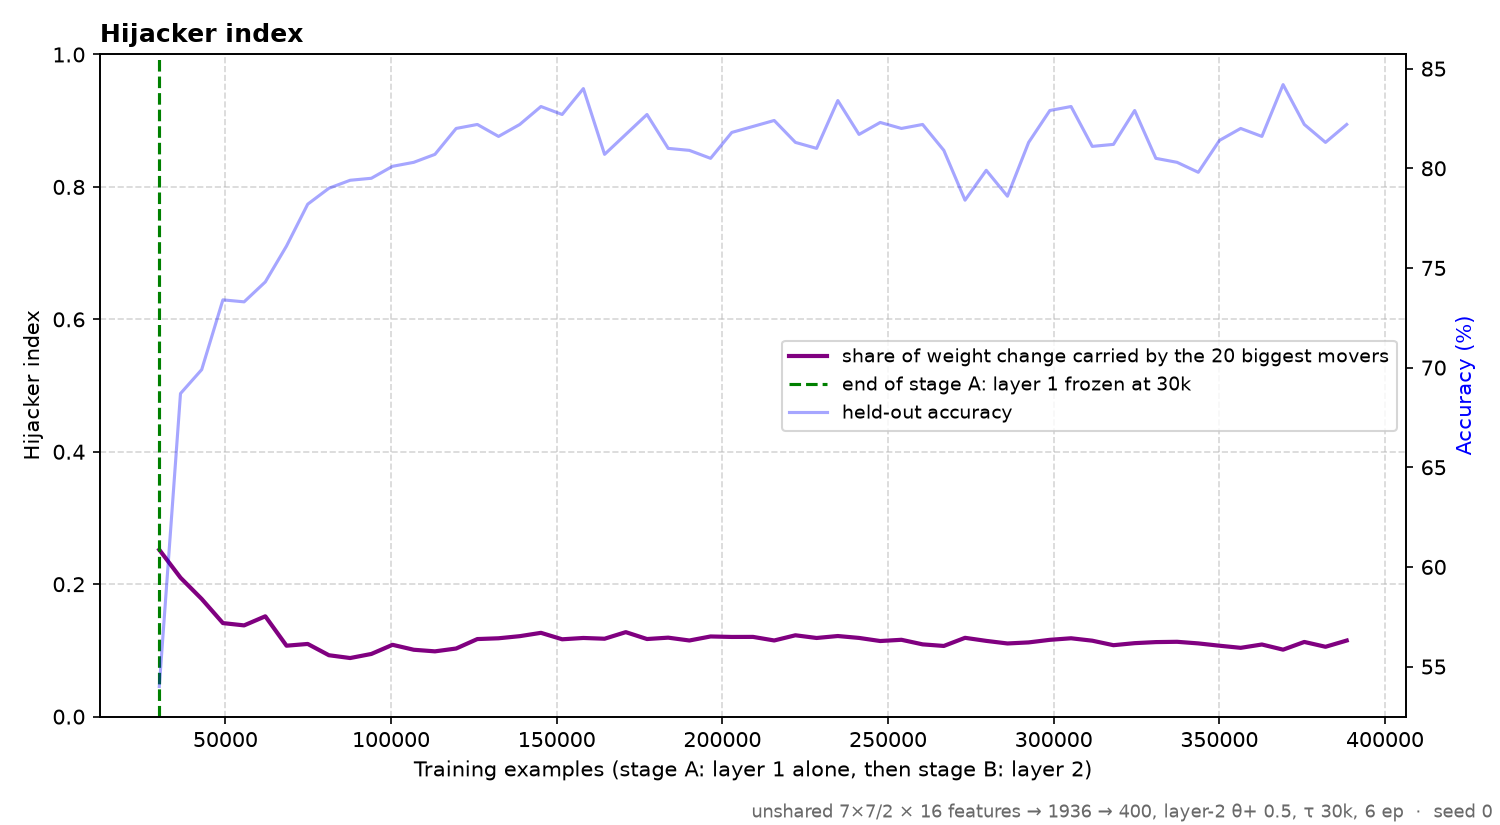 Hijacker index
1.0
0.8
0.6
0.4
0.2
0.0
Hijacker index
85
80
75
70
65
60
55
Accuracy (%)
share of weight change carried by the 20 biggest movers
end of stage A: layer 1 frozen at 30k
held-out accuracy
50000 100000 150000 200000 250000 300000 350000 400000
Training examples (stage A: layer 1 alone, then stage B: layer 2)
unshared 7×7/2 × 16 features → 1936 → 400, layer-2 θ+ 0.5, τ 30k, 6 ep · seed 0